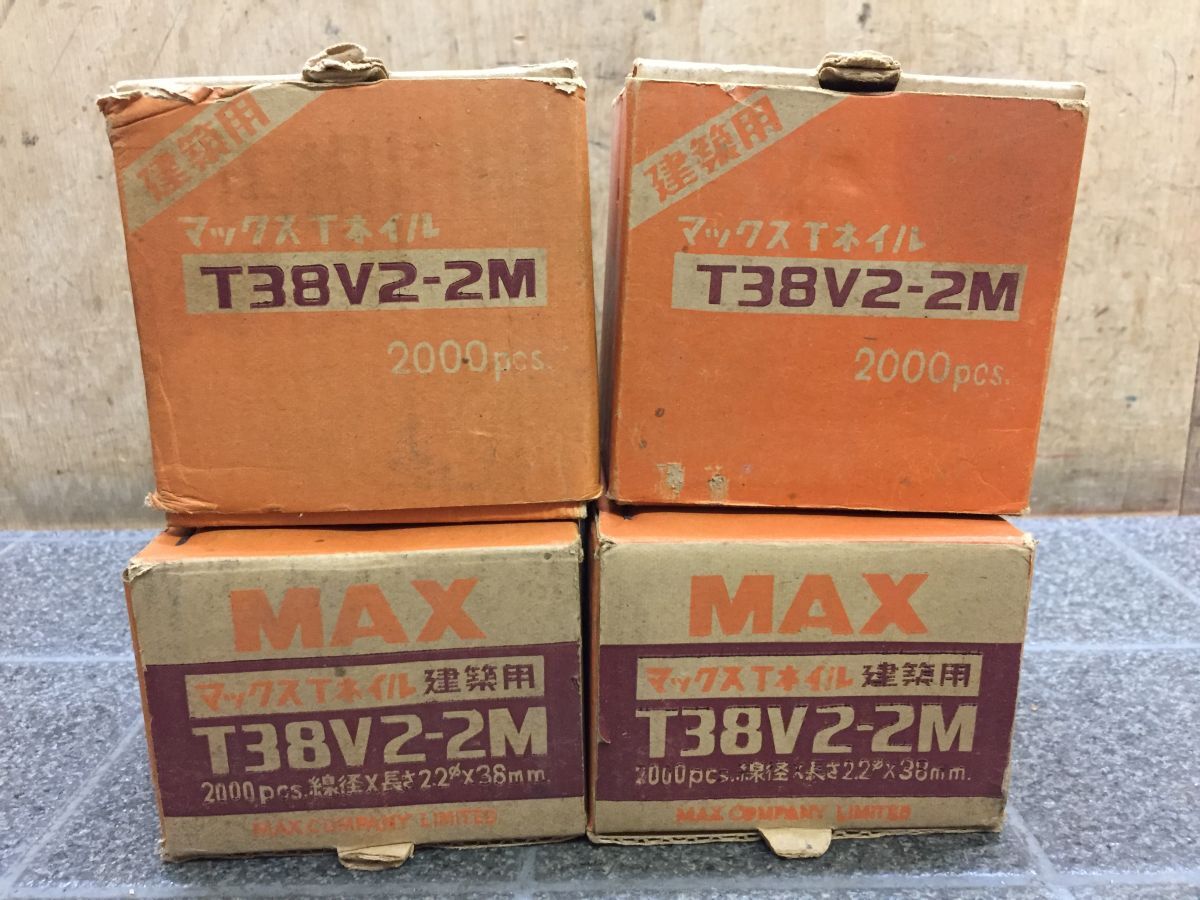 建築用
マックスTネイル
T38V2-2M
2000pcs.
建築用
マックスTネイル
T38V2-2M
2000pcs.
MAX
マックスTネイル 建築用
T38V2-2M
2000pcs. 線径X長さ2.2φX38mm.
MAX COMPANY LIMITED
MAX
マックスTネイル 建築用
T38V2-2M
2000pcs. 線径X長さ2.2φX38mm.
MAX COMPANY LIMITED